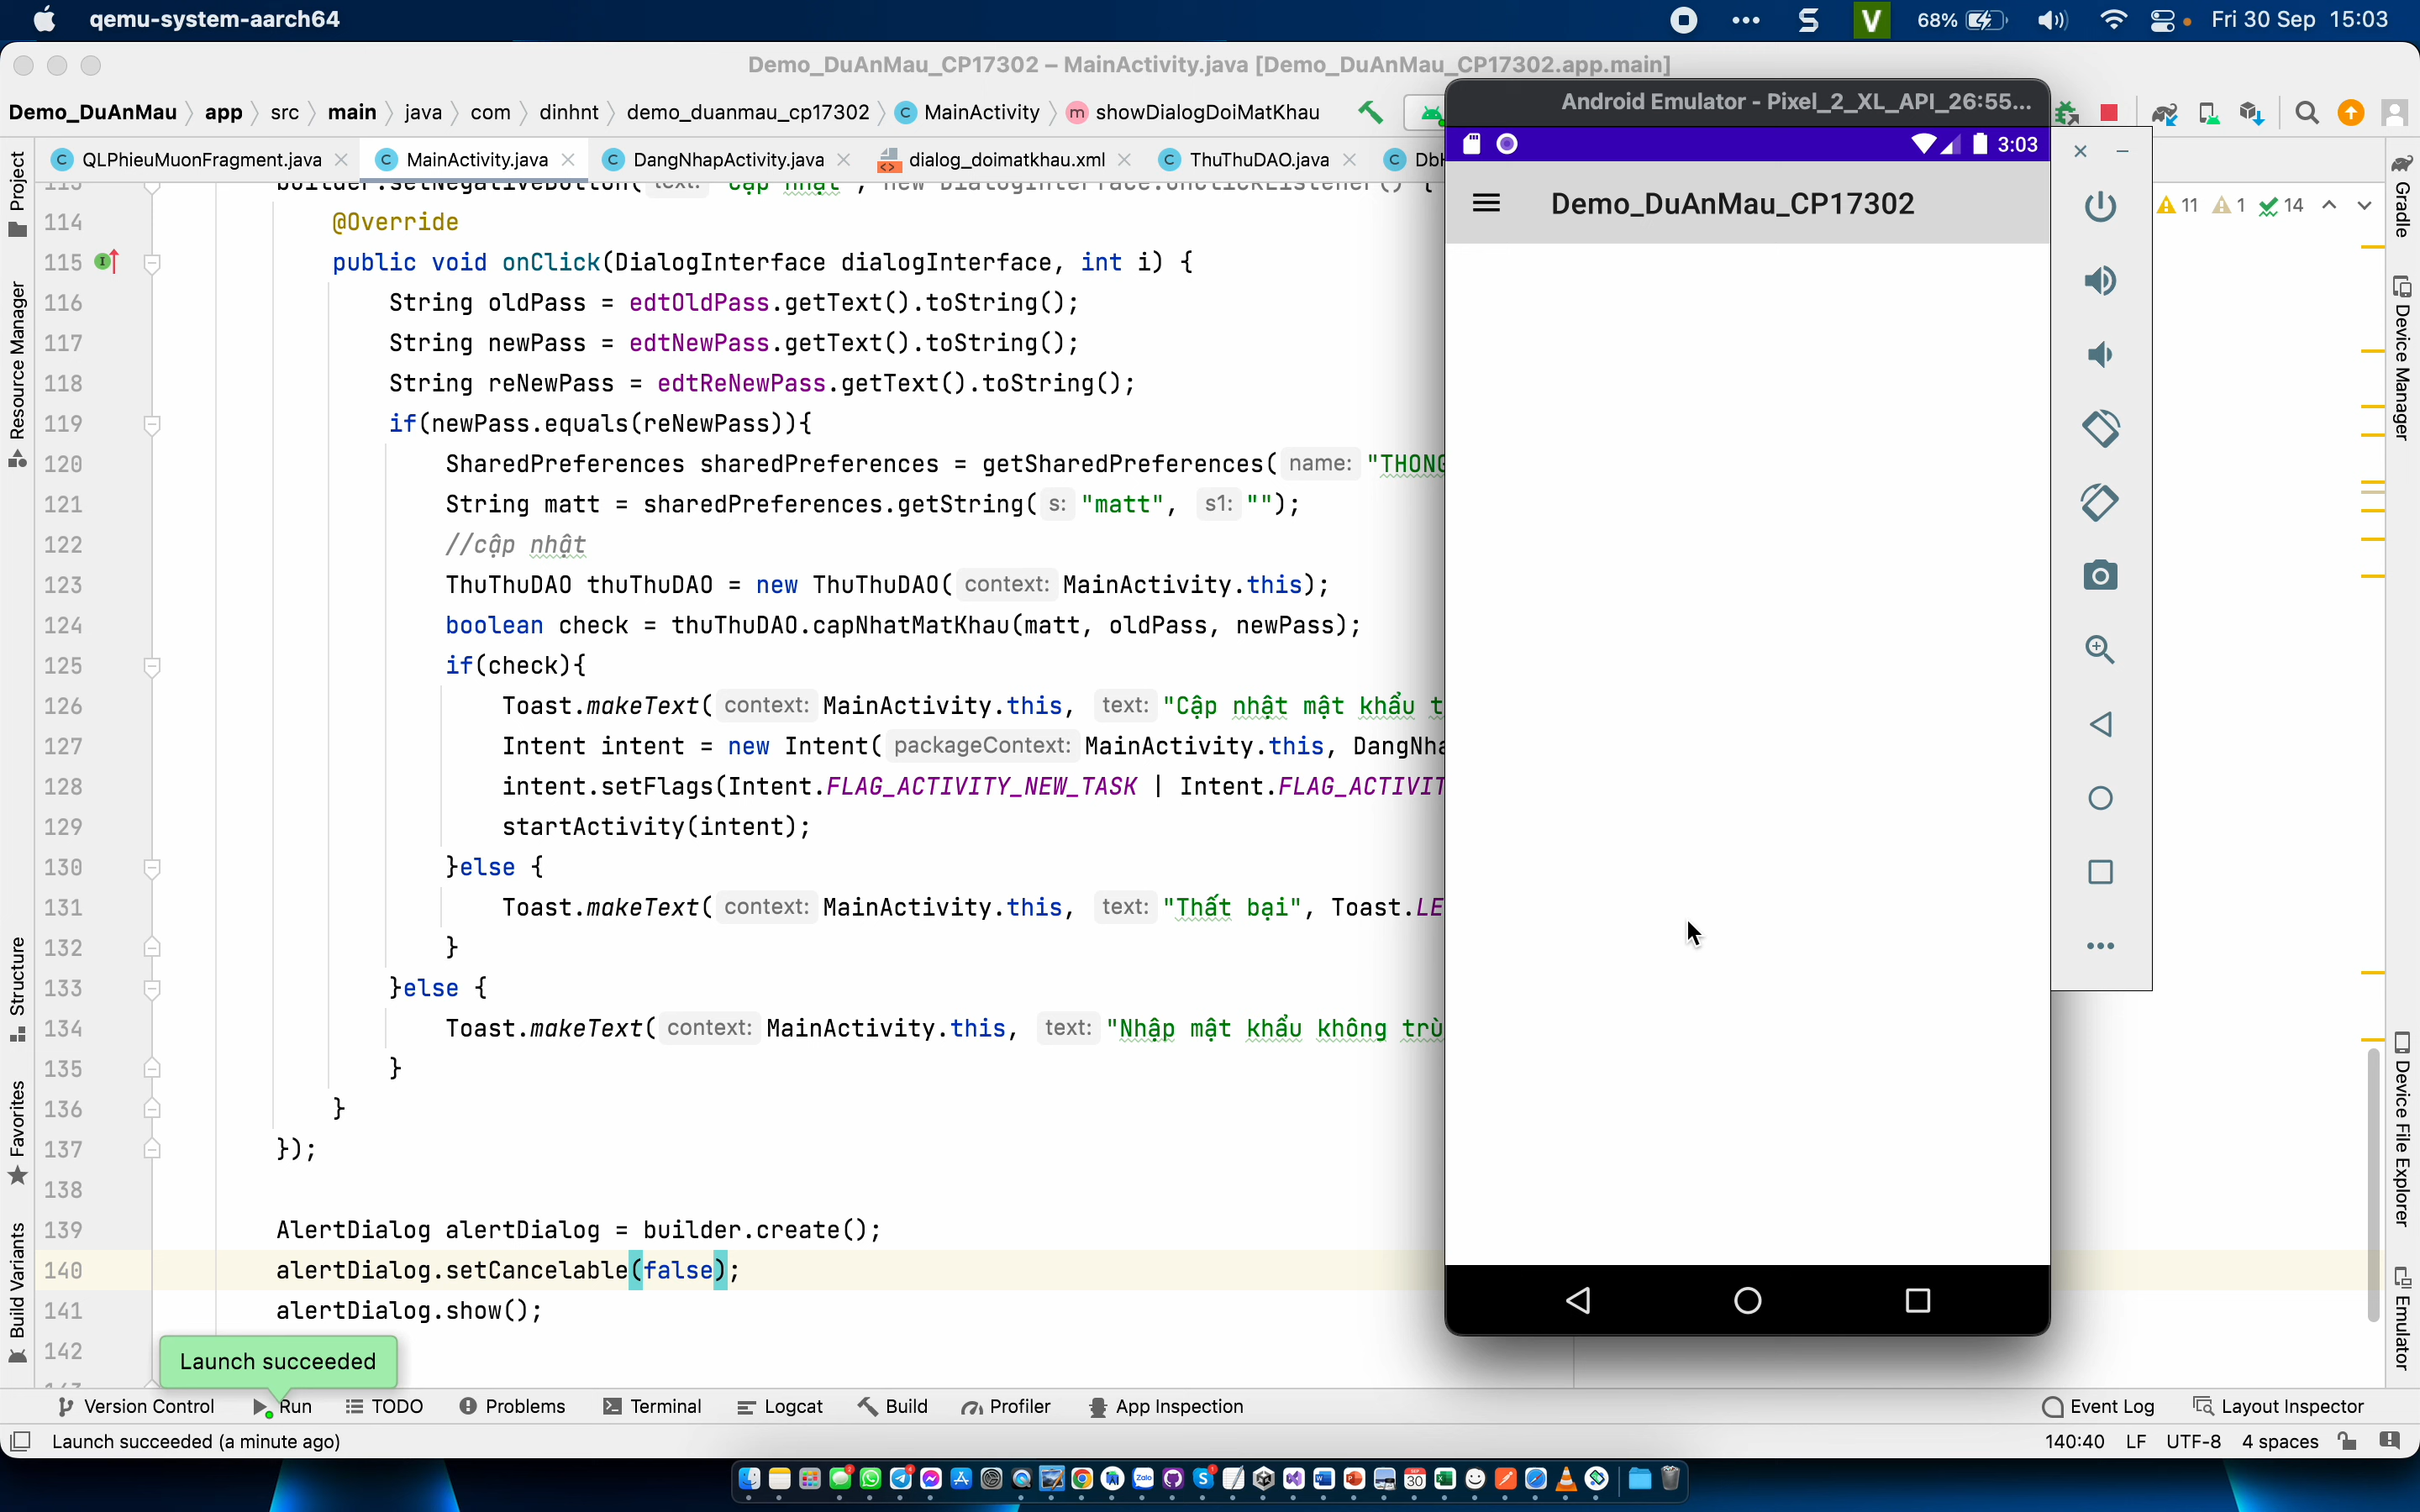 qemu-system-aarch64
68%
Fri 30 Sep 15:03
Demo_DuAnMau_CP17302 – MainActivity.java [Demo_DuAnMau_CP17302.app.main]
Demo_DuAnMau app src main java com dinhnt demo_duanmau_cp17302 MainActivity showDialogDoiMatKhau
QLPhieuMuonFragment.java MainActivity.java DangNhapActivity.java dialog_doimatkhau.xml ThuThuDAO.java
11 1 14
114 @Override
115 public void onClick(DialogInterface dialogInterface, int i) {
116 String oldPass = edtOldPass.getText().toString();
117 String newPass = edtNewPass.getText().toString();
118 String reNewPass = edtReNewPass.getText().toString();
119 if(newPass.equals(reNewPass)){
120 SharedPreferences sharedPreferences = getSharedPreferences( name: "THONG
121 String matt = sharedPreferences.getString( s: "matt", s1: "");
122 //cập nhật
123 ThuThuDAO thuThuDAO = new ThuThuDAO( context: MainActivity.this);
124 boolean check = thuThuDAO.capNhatMatKhau(matt, oldPass, newPass);
125 if(check){
126 Toast.makeText( context: MainActivity.this, text: "Cập nhật mật khẩu t
127 Intent intent = new Intent( packageContext: MainActivity.this, DangNha
128 intent.setFlags(Intent.FLAG_ACTIVITY_NEW_TASK | Intent.FLAG_ACTIVIT
129 startActivity(intent);
130 }else {
131 Toast.makeText( context: MainActivity.this, text: "Thất bại", Toast.LE
132 }
133 }else {
134 Toast.makeText( context: MainActivity.this, text: "Nhập mật khẩu không trù
135 }
136 }
137 });
138
139 AlertDialog alertDialog = builder.create();
140 alertDialog.setCancelable(false);
141 alertDialog.show();
142
Launch succeeded
Android Emulator - Pixel_2_XL_API_26:55...
3:03
Demo_DuAnMau_CP17302
Project
Resource Manager
Structure
Favorites
Build Variants
Gradle
Device Manager
Device File Explorer
Emulator
Version Control Run TODO Problems Terminal Logcat Build Profiler App Inspection Event Log Layout Inspector
Launch succeeded (a minute ago) 140:40 LF UTF-8 4 spaces